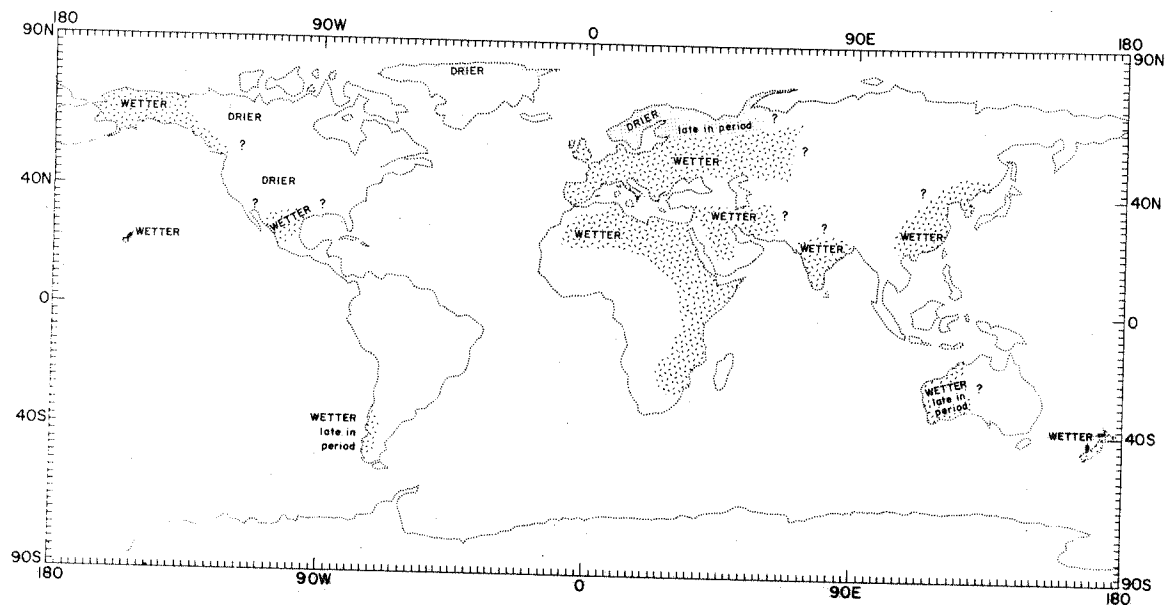 180
90W
0
90E
180
90N
90N
DRIER
WETTER
DRIER
DRIER
late in period
?
?
WETTER
?
40N
DRIER
?
40N
?
?
WETTER
WETTER
?
?
WETTER
WETTER
WETTER
WETTER
0
0
WETTER
late in
period
?
WETTER
late in
period
40S
40S
WETTER
90S
90S
180
90W
0
90E
180